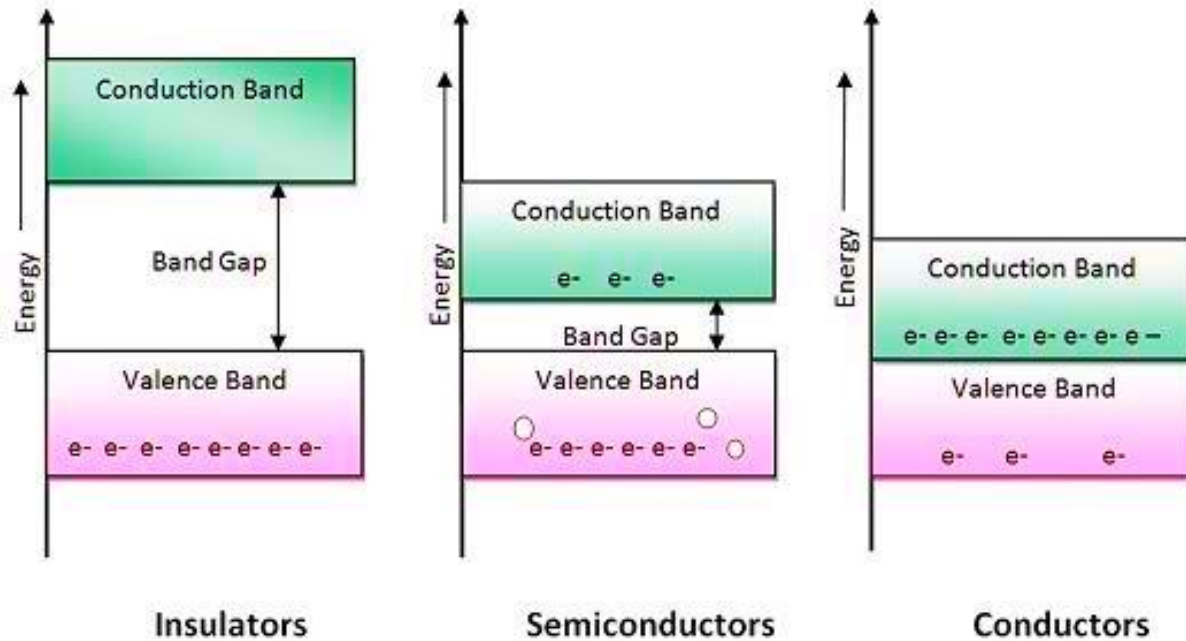 Conduction Band
Band Gap
Energy
Valence Band
e- e- e- e- e- e- e- e-
Insulators
Conduction Band
e- e- e-
Energy
Band Gap
Valence Band
e- e- e- e- e- e-
Semiconductors
Energy
Conduction Band
e- e- e- e- e- e- e- e –
Valence Band
e- e- e-
Conductors